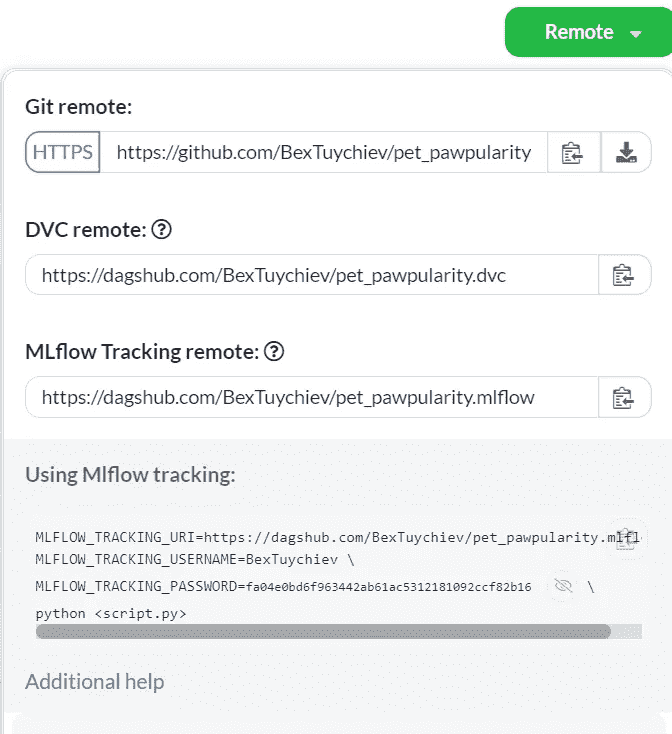 Remote
Git remote:
HTTPS https://github.com/BexTuychiev/pet_pawpularity
DVC remote:
https://dagshub.com/BexTuychiev/pet_pawpularity.dvc
MLflow Tracking remote:
https://dagshub.com/BexTuychiev/pet_pawpularity.mlflow
Using Mlflow tracking:
MLFLOW_TRACKING_URI=https://dagshub.com/BexTuychiev/pet_pawpularity.mlfl
MLFLOW_TRACKING_USERNAME=BexTuychiev \
MLFLOW_TRACKING_PASSWORD=fa04e0bd6f963442ab61ac5312181092ccf82b16 \
python <script.py>
Additional help